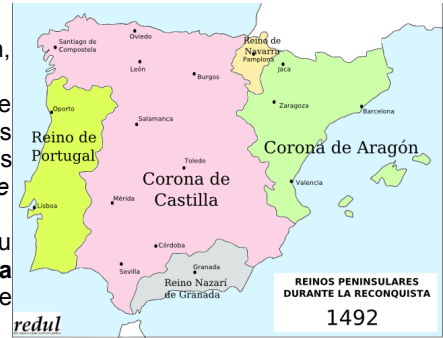 n,
e
s
s
e
u
a
e
Santiago de
Compostela
Oviedo
León
Burgos
Reino de
Navarra
Pamplona
Jaca
Oporto
Reino de
Portugal
Salamanca
Zaragoza
Barcelona
Corona de Aragón
Toledo
Corona de
Castilla
Valencia
Lisboa
Mérida
Córdoba
Sevilla
Granada
Reino Nazarí
de Granada
REINOS PENINSULARES
DURANTE LA RECONQUISTA
1492
redul